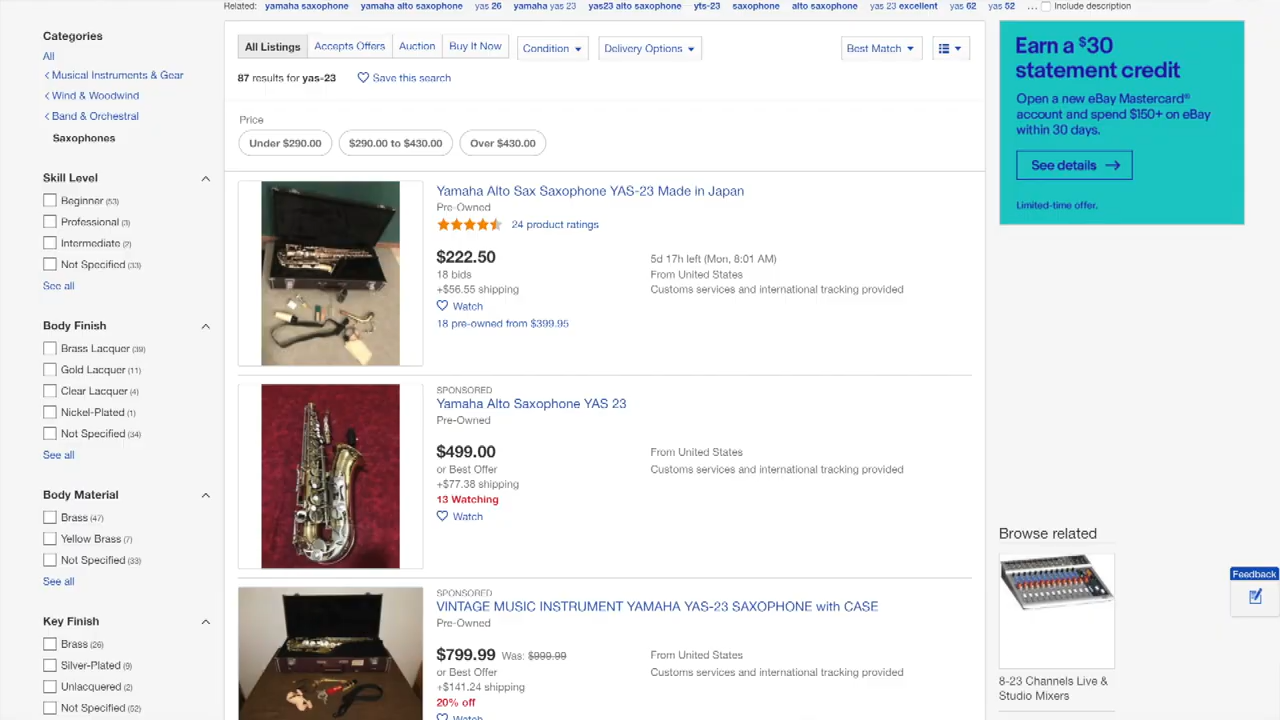 Related: yamaha saxophone yamaha alto saxophone yas 26 yamaha yas 23 yas23 alto saxophone yts-23 saxophone alto saxophone yas 23 excellent yas 62 yas 52 ... Include description
Categories
All
Musical Instruments & Gear
Wind & Woodwind
Band & Orchestral
Saxophones
Skill Level
Beginner (53)
Professional (3)
Intermediate (2)
Not Specified (33)
See all
Body Finish
Brass Lacquer (39)
Gold Lacquer (11)
Clear Lacquer (4)
Nickel-Plated (1)
Not Specified (34)
See all
Body Material
Brass (47)
Yellow Brass (7)
Not Specified (33)
See all
Key Finish
Brass (26)
Silver-Plated (9)
Unlacquered (2)
Not Specified (52)
All Listings Accepts Offers Auction Buy It Now Condition Delivery Options Best Match
87 results for yas-23 Save this search
Price
Under $290.00 $290.00 to $430.00 Over $430.00
Yamaha Alto Sax Saxophone YAS-23 Made in Japan
Pre-Owned
24 product ratings
$222.50 5d 17h left (Mon, 8:01 AM)
18 bids From United States
+$56.55 shipping Customs services and international tracking provided
Watch
18 pre-owned from $399.95
SPONSORED
Yamaha Alto Saxophone YAS 23
Pre-Owned
$499.00 From United States
or Best Offer Customs services and international tracking provided
+$77.38 shipping
13 Watching
Watch
SPONSORED
VINTAGE MUSIC INSTRUMENT YAMAHA YAS-23 SAXOPHONE with CASE
Pre-Owned
$799.99 Was: $999.99 From United States
or Best Offer Customs services and international tracking provided
+$141.24 shipping
20% off
Watch
Earn a $30
statement credit
Open a new eBay Mastercard®
account and spend $150+ on eBay
within 30 days.
See details
Limited-time offer.
Browse related
8-23 Channels Live &
Studio Mixers
Feedback